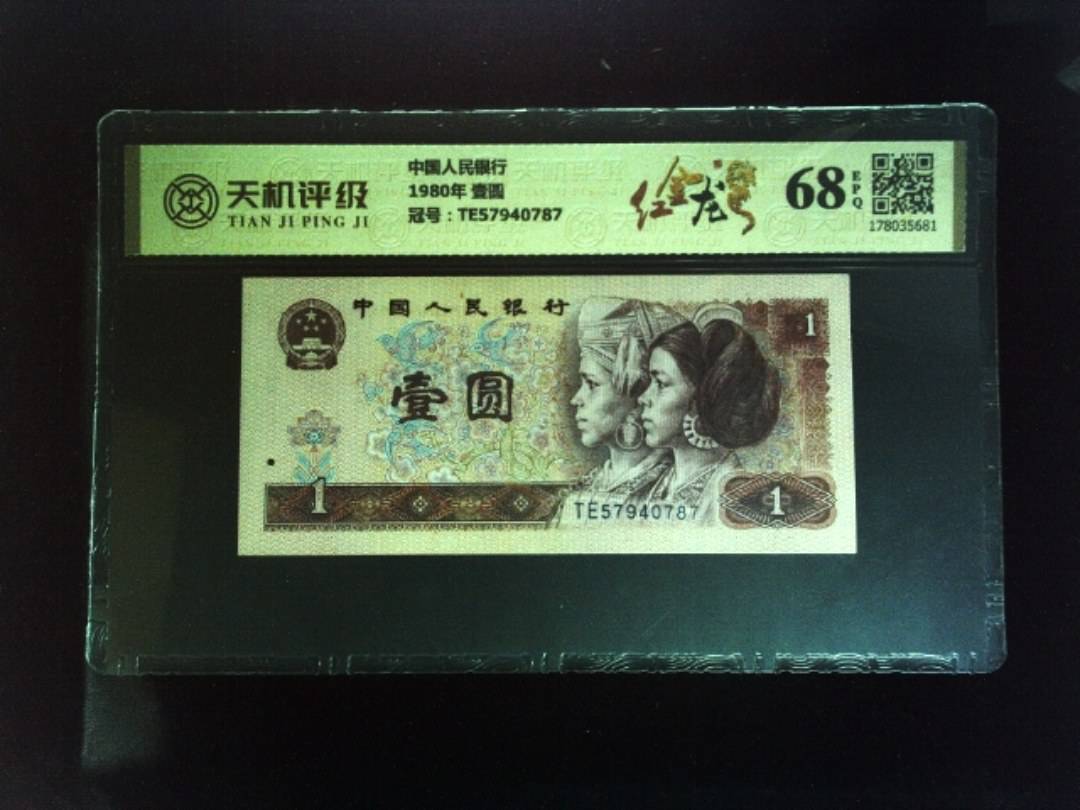 天机评级
TIAN JI PING JI
中国人民银行
1980年 壹圆
冠号：TE57940787
红金龙
68
EPQ
178035681
中国人民银行
1
壹圆
1
TE57940787
1